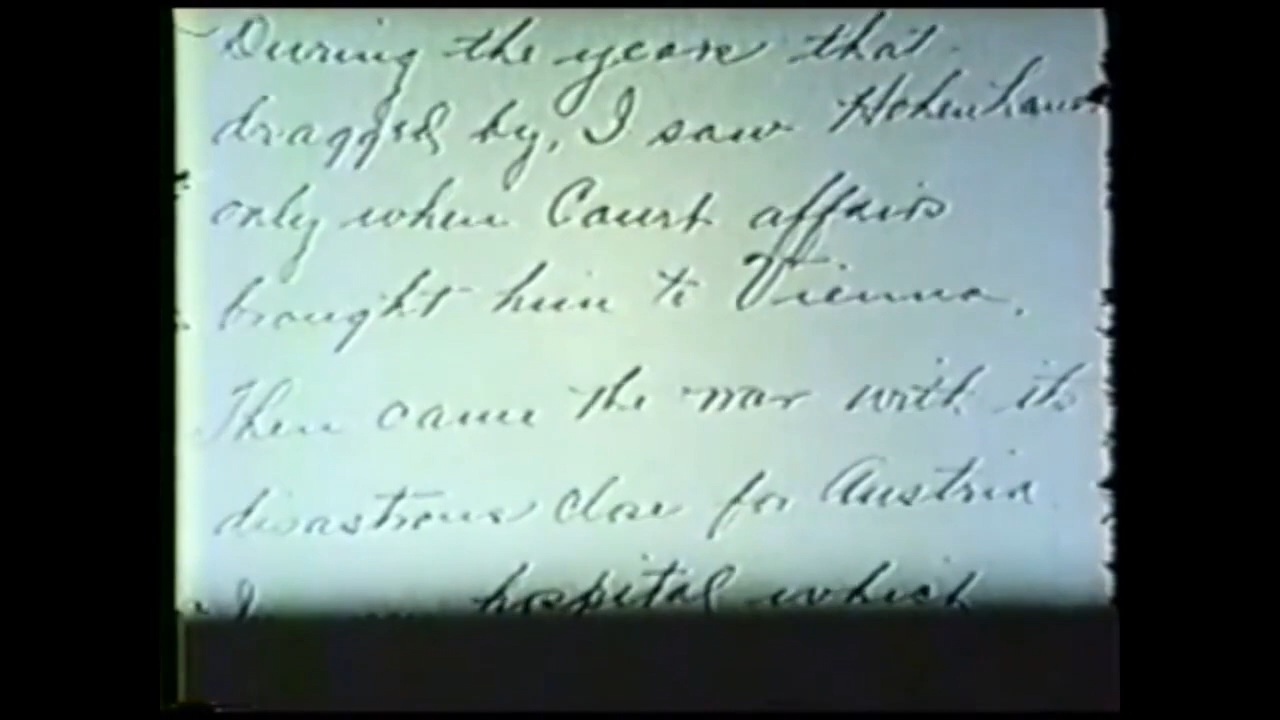 During the years that
dragged by, I saw
only when Court affairs
brought him to Vienna.
Then came the war with its
disastrous close for Austria
I hospital which